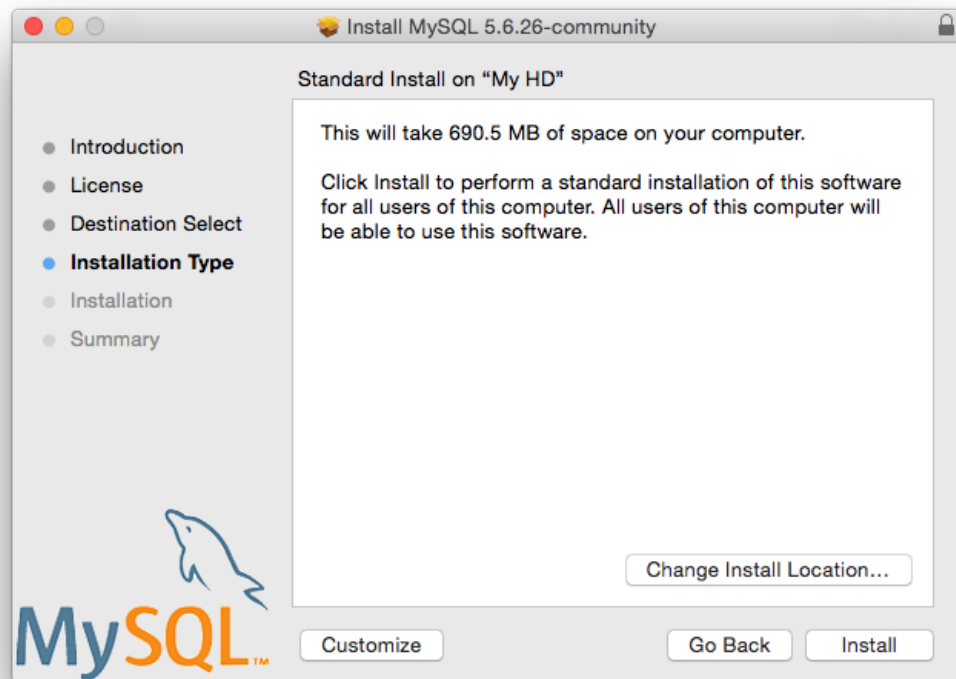 Install MySQL 5.6.26-community
Standard Install on “My HD”
Introduction
License
Destination Select
Installation Type
Installation
Summary
This will take 690.5 MB of space on your computer.
Click Install to perform a standard installation of this software
for all users of this computer. All users of this computer will
be able to use this software.
Change Install Location...
MySQL™
Customize
Go Back
Install